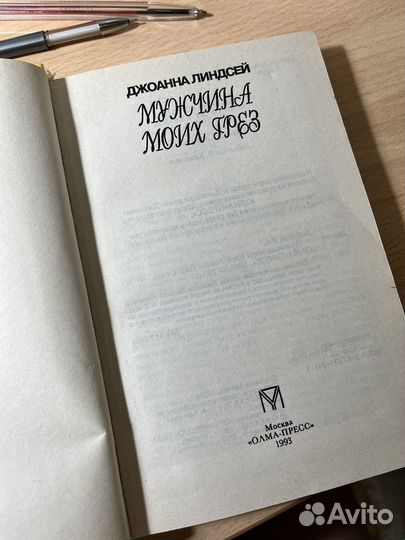 ДЖОАННА ЛИНДСЕЙ
МУЖЧИНА
МОИХ ГРЕЗ
Москва
«ОЛМА-ПРЕСС»
1993
Avito